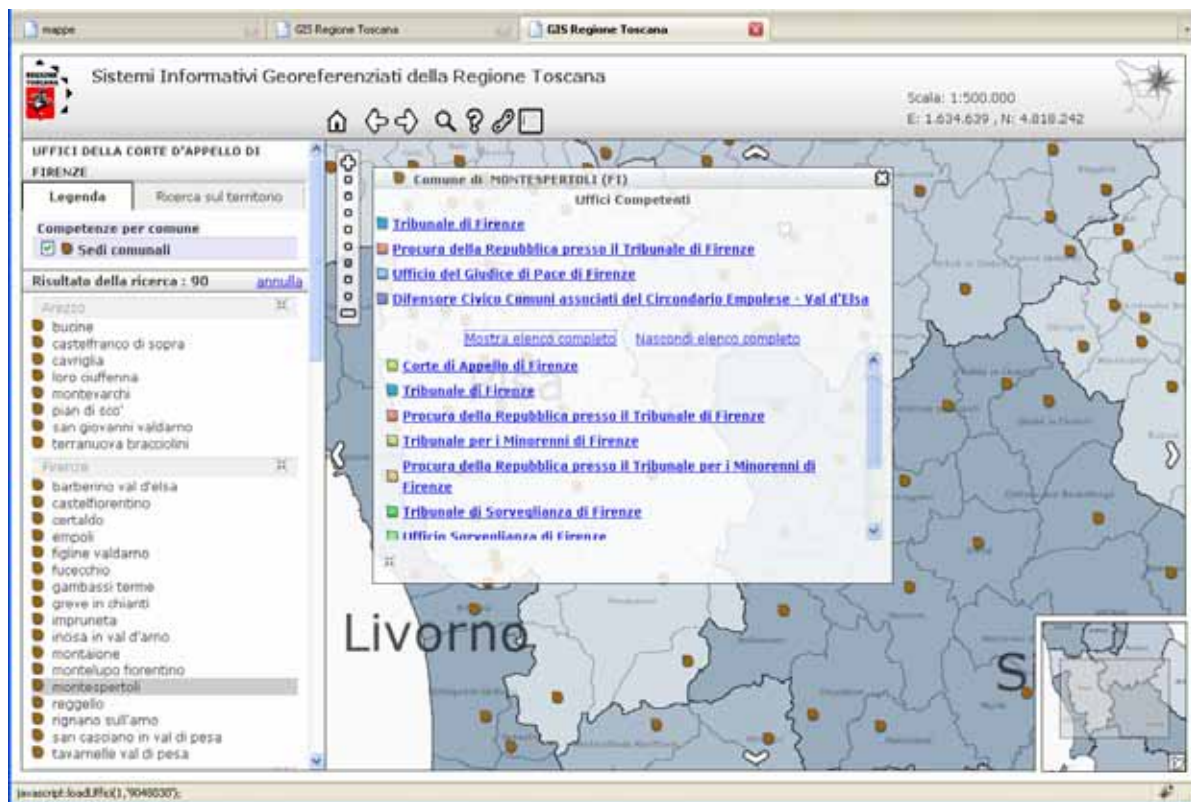 mappe
GIS Regione Toscana
GIS Regione Toscana
REGIONE
TOSCANA
Sistemi Informativi Georeferenziati della Regione Toscana
Scala: 1:500.000
E: 1.634.639 , N: 4.818.242
UFFICI DELLA CORTE D'APPELLO DI
FIRENZE
Legenda
Ricerca sul territorio
Competenze per comune
Sedi comunali
Risultato della ricerca : 90
annulla
Arezzo
bucine
castelfranco di sopra
cavriglia
loro ciuffenna
montevarchi
pian di sco'
san giovanni valdarno
terranuova bracciolini
Firenze
barberino val d'elsa
castelfiorentino
certaldo
empoli
figline valdarno
fucecchio
gambassi terme
greve in chianti
impruneta
incisa in val d'arno
montaione
montelupo fiorentino
montespertoli
reggello
rignano sull'arno
san casciano in val di pesa
tavarnelle val di pesa
Comune di MONTESPERTOLI (FI)
Uffici Competenti
Tribunale di Firenze
Procura della Repubblica presso il Tribunale di Firenze
Ufficio del Giudice di Pace di Firenze
Difensore Civico Comuni associati del Circondario Empolese - Val d'Elsa
Mostra elenco completo
Nascondi elenco completo
Corte di Appello di Firenze
Tribunale di Firenze
Procura della Repubblica presso il Tribunale di Firenze
Tribunale per i Minorenni di Firenze
Procura della Repubblica presso il Tribunale per i Minorenni di
Firenze
Tribunale di Sorveglianza di Firenze
Ufficio Sorveglianza di Firenze
Livorno
Si